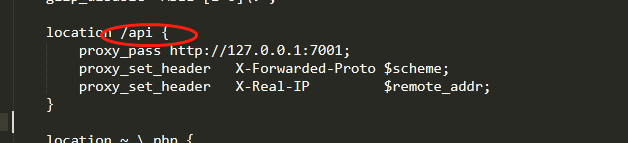 location /api {
proxy_pass http://127.0.0.1:7001;
proxy_set_header X-Forwarded-Proto $scheme;
proxy_set_header X-Real-IP $remote_addr;
}
location ~ \.php {